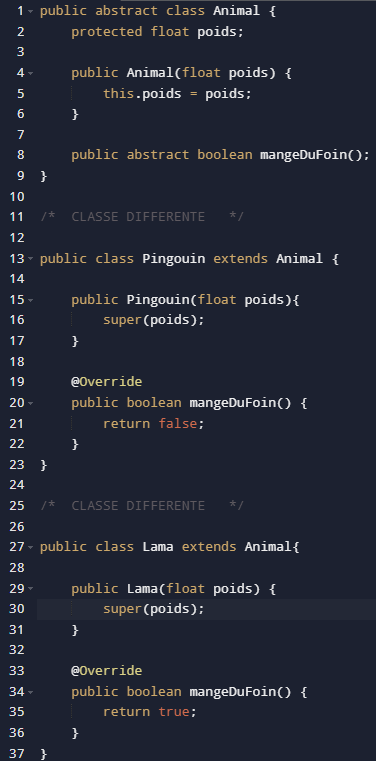 1 public abstract class Animal {
2     protected float poids;
3
4     public Animal(float poids) {
5         this.poids = poids;
6     }
7
8     public abstract boolean mangeDuFoin();
9 }
10
11 /*  CLASSE DIFFERENTE   */
12
13 public class Pingouin extends Animal {
14
15     public Pingouin(float poids){
16         super(poids);
17     }
18
19     @Override
20     public boolean mangeDuFoin() {
21         return false;
22     }
23 }
24
25 /*  CLASSE DIFFERENTE   */
26
27 public class Lama extends Animal{
28
29     public Lama(float poids) {
30         super(poids);
31     }
32
33     @Override
34     public boolean mangeDuFoin() {
35         return true;
36     }
37 }